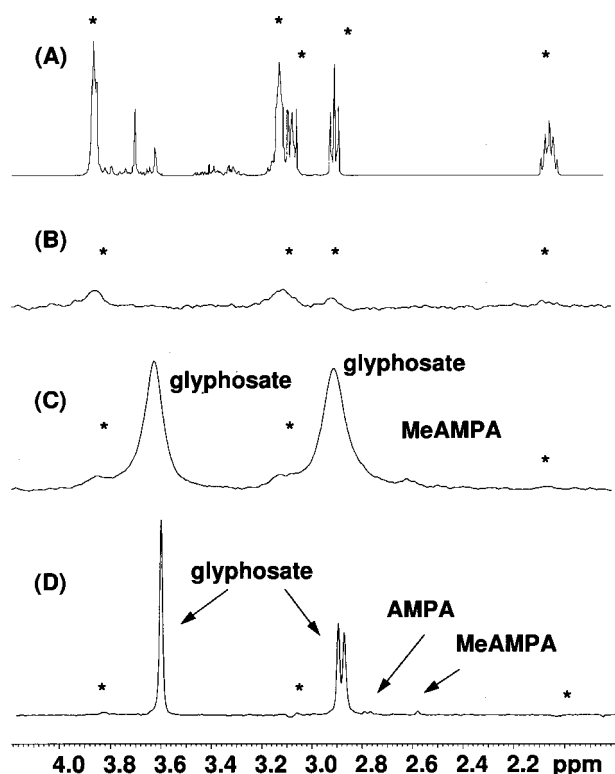 * * * * *
(A)
(B)
* * * *
glyphosate glyphosate
(C)
* * MeAMPA *
glyphosate
(D)
AMPA
MeAMPA
* * *
4.0 3.8 3.6 3.4 3.2 3.0 2.8 2.6 2.4 2.2 ppm